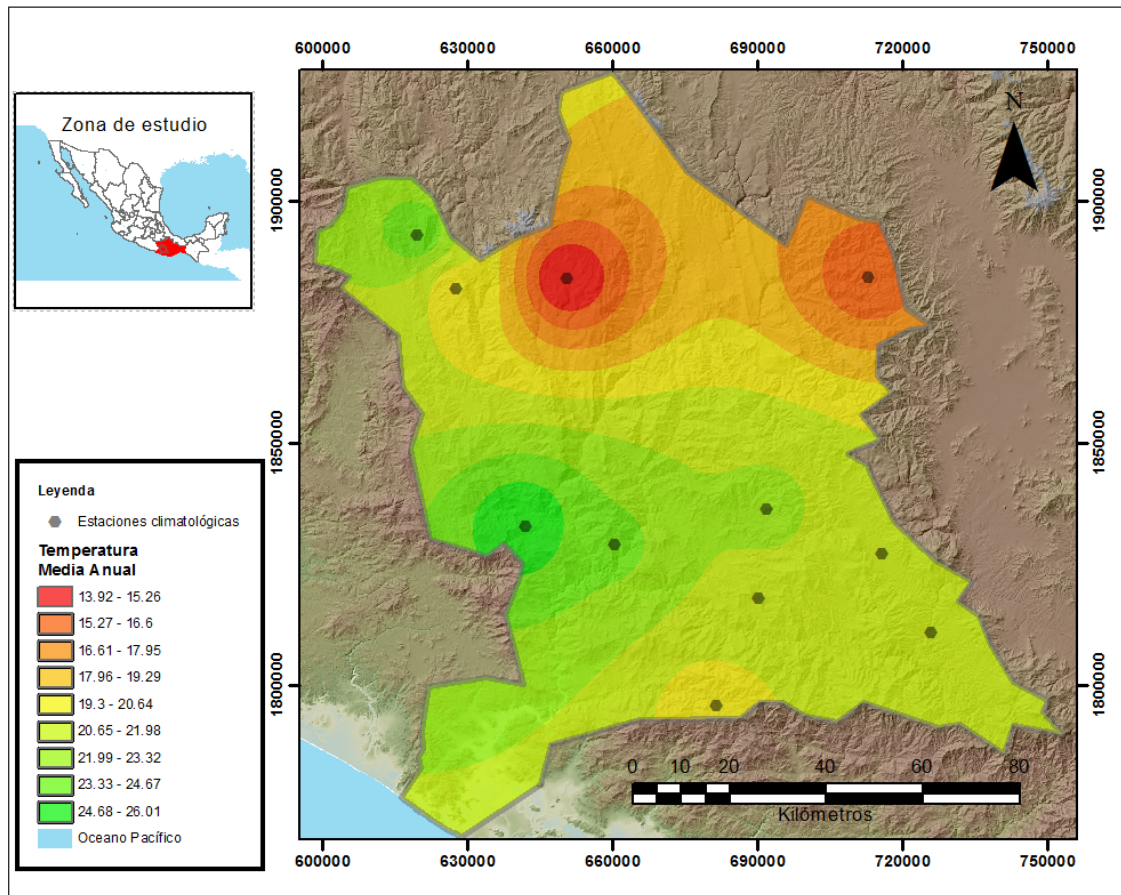 600000 630000 660000 690000 720000 750000
Zona de estudio
N
1900000 1900000
1850000 1850000
1800000 1800000
Leyenda
Estaciones climatológicas
Temperatura
Media Anual
13.92 - 15.26
15.27 - 16.6
16.61 - 17.95
17.96 - 19.29
19.3 - 20.64
20.65 - 21.98
21.99 - 23.32
23.33 - 24.67
24.68 - 26.01
Oceano Pacífico
0 10 20 40 60 80
Kilómetros
600000 630000 660000 690000 720000 750000